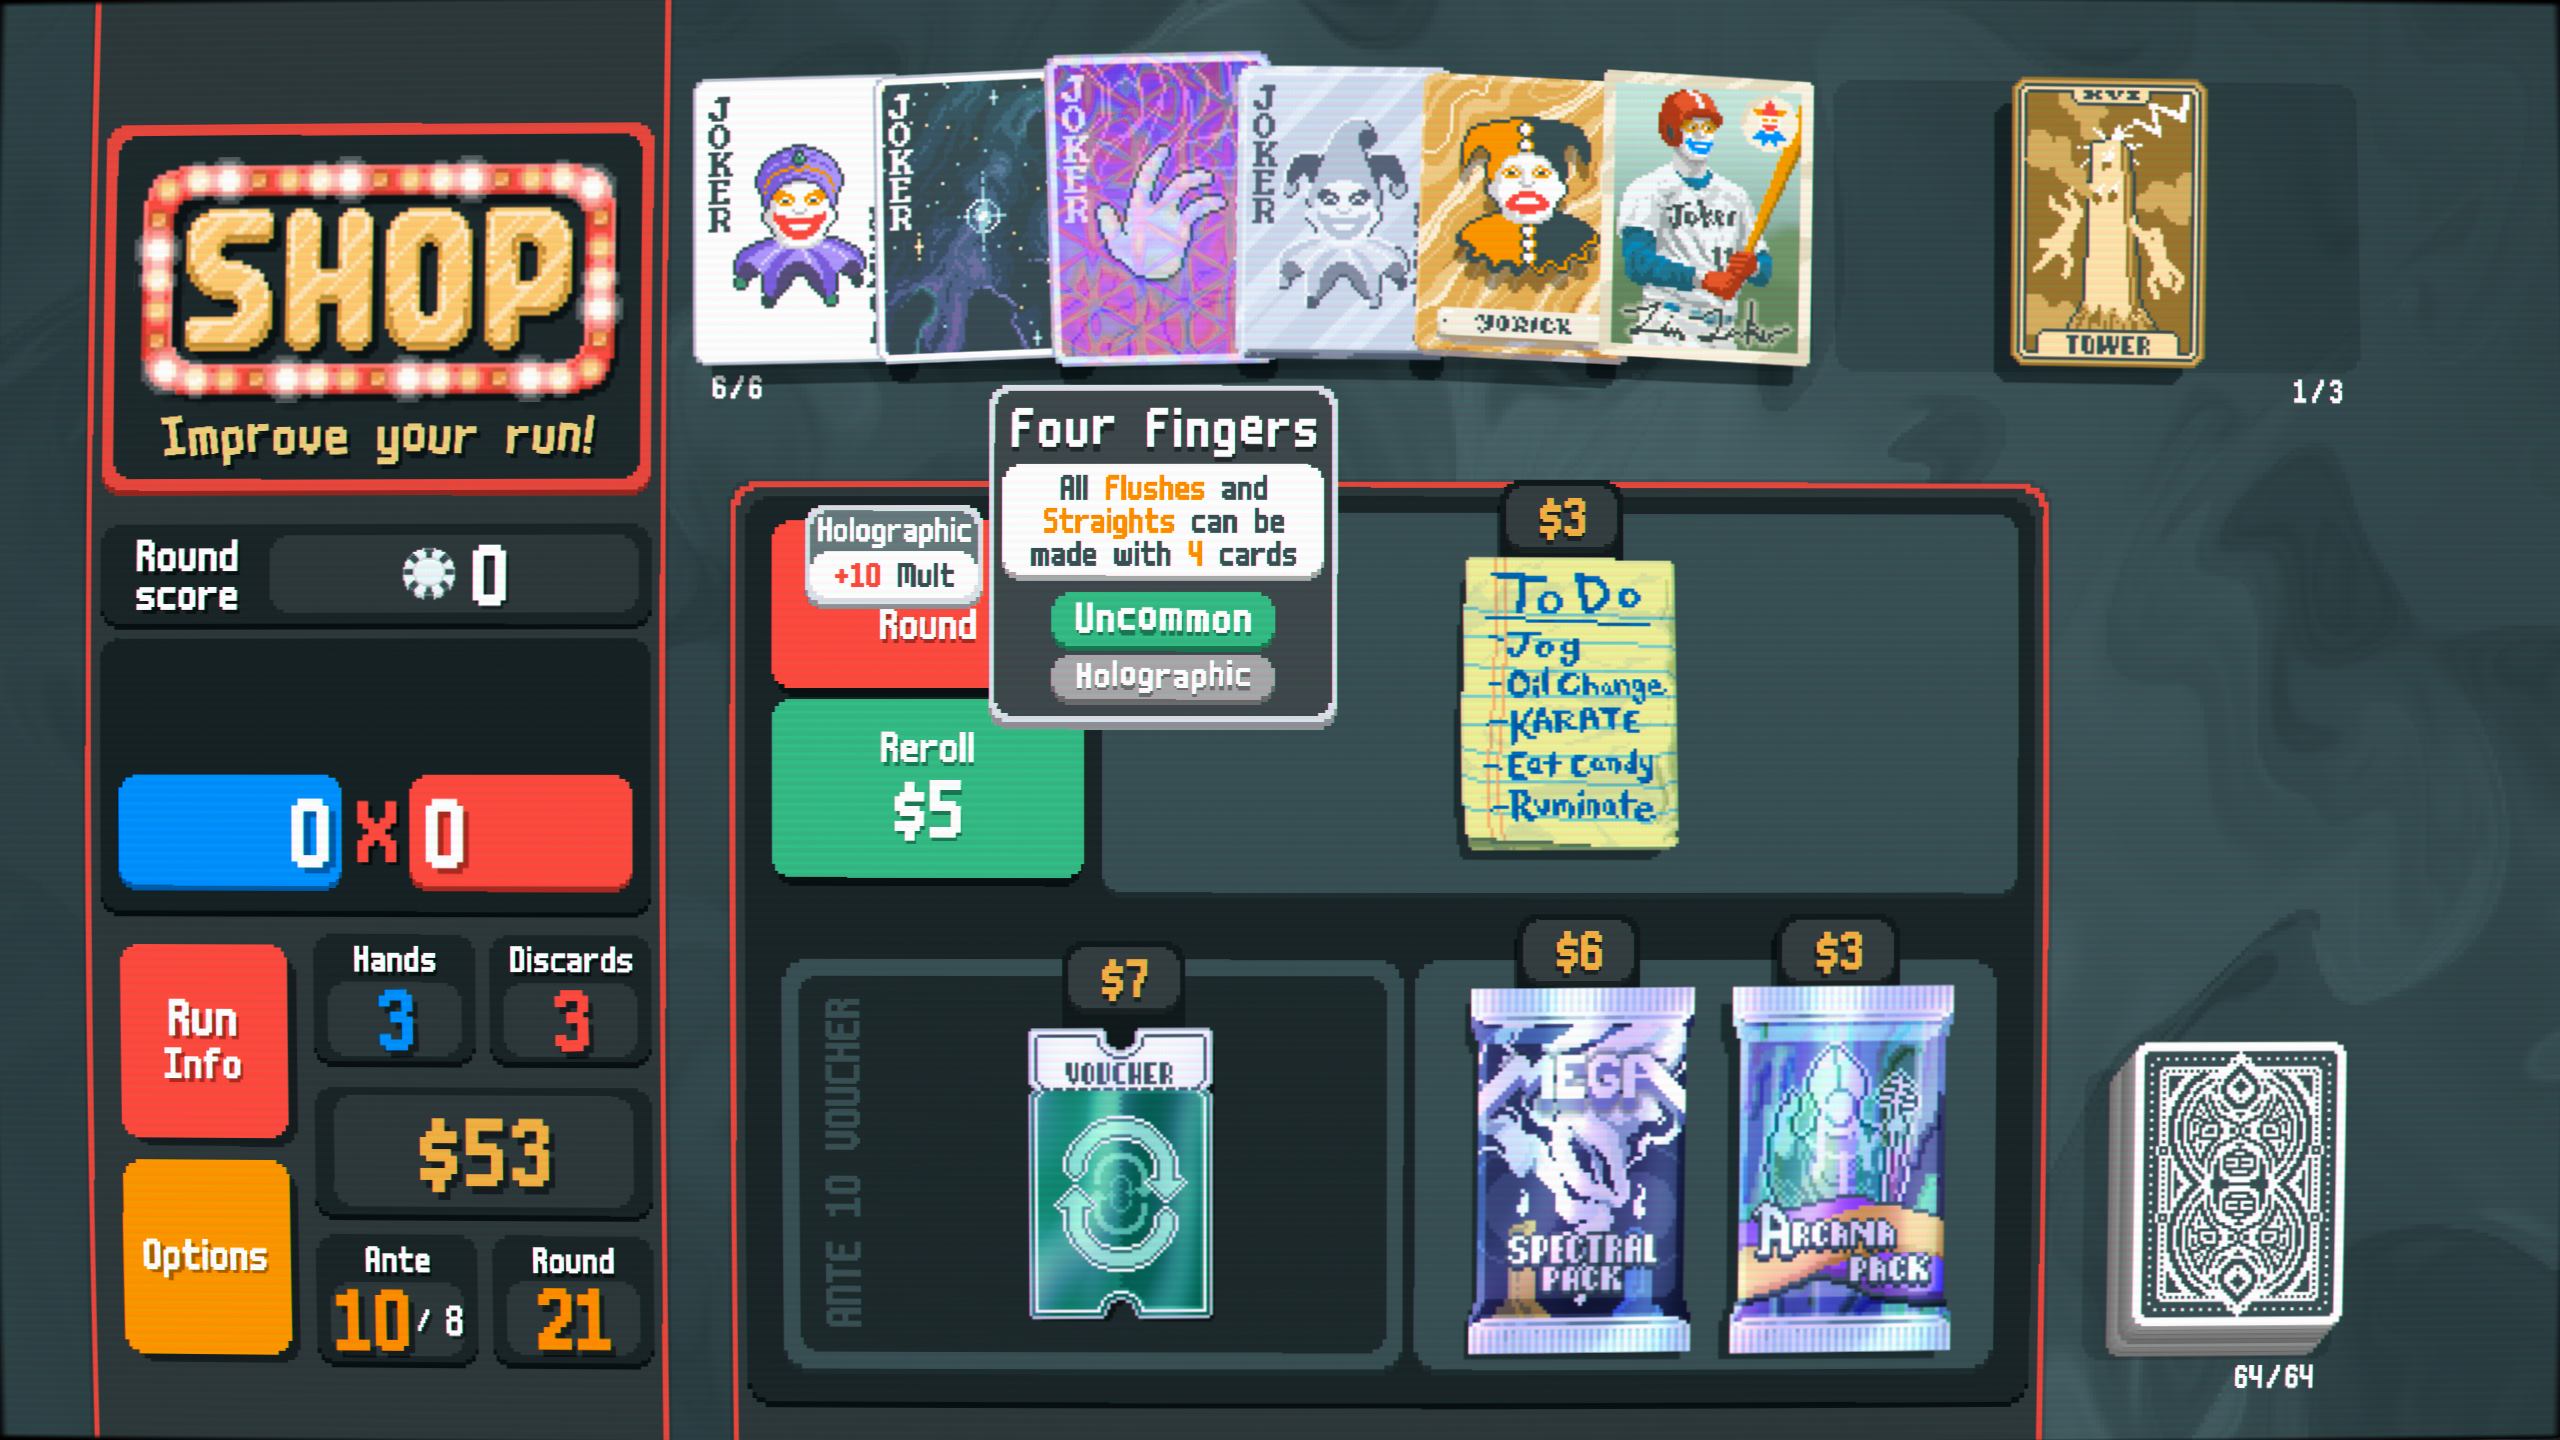 SHOP
Improve your run!
Round
score
0
0 X 0
Run
Info
Hands
3
Discards
3
$53
Options
Ante
10 / 8
Round
21
JOKER
JOKER
JOKER
JOKER
YORICK
Joker
11
6/6
XVI
TOWER
1/3
Four Fingers
All Flushes and
Straights can be
made with 4 cards
Uncommon
Holographic
Holographic
+10 Mult
Round
Reroll
$5
$3
To Do
-Jog
-Oil Change
-KARATE
-Eat Candy
-Ruminate
ANTE 10 VOUCHER
$7
VOUCHER
$6
MEGA
SPECTRAL
PACK
$3
ARCANA
PACK
64/64